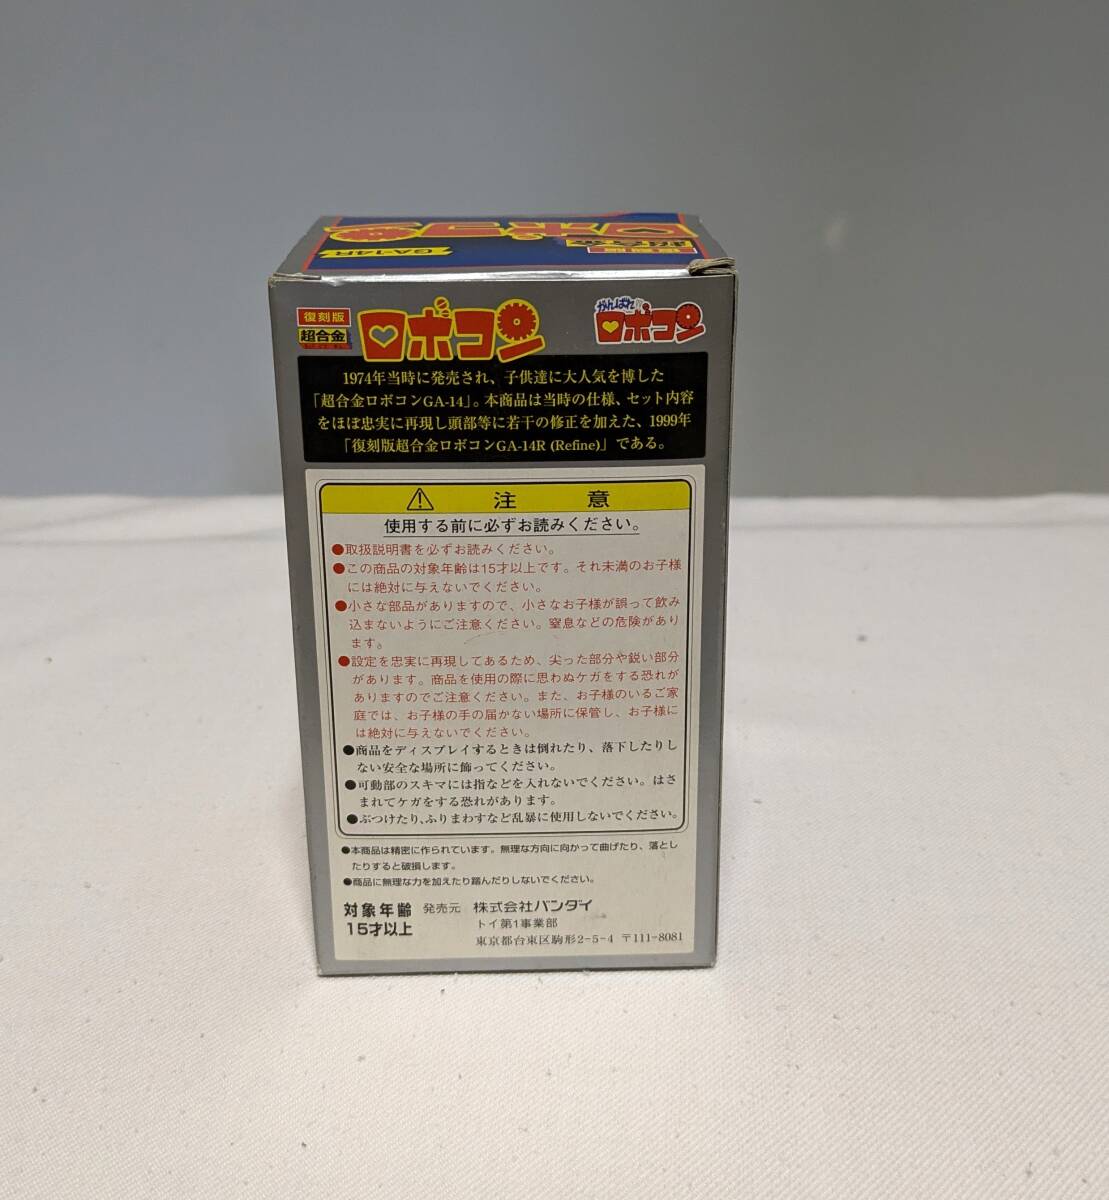 ロボコン
超合金
GA-14R
復刻版
超合金
ロボコン
がんばれ!!
ロボコン
1974年当時に発売され、子供達に大人気を博した
「超合金ロボコンGA-14」。本商品は当時の仕様、セット内容
をほぼ忠実に再現し頭部等に若干の修正を加えた、1999年
「復刻版超合金ロボコンGA-14R (Refine)」である。
⚠ 注意
使用する前に必ずお読みください。
●取扱説明書を必ずお読みください。
●この商品の対象年齢は15才以上です。それ未満のお子様
には絶対に与えないでください。
●小さな部品がありますので、小さなお子様が誤って飲み
込まないようにご注意ください。窒息などの危険があり
ます。
●設定を忠実に再現してあるため、尖った部分や鋭い部分
があります。商品を使用の際に思わぬケガをする恐れが
ありますのでご注意ください。また、お子様のいるご家
庭では、お子様の手の届かない場所に保管し、お子様に
は絶対に与えないでください。
●商品をディスプレイするときは倒れたり、落下したりし
ない安全な場所に飾ってください。
●可動部のスキマには指などを入れないでください。はさ
まれてケガをする恐れがあります。
●ぶつけたり、ふりまわすなど乱暴に使用しないでください。
●本商品は精密に作られています。無理な方向に向かって曲げたり、落とし
たりすると破損します。
●商品に無理な力を加えたり踏んだりしないでください。
対象年齢
15才以上
発売元 株式会社バンダイ
トイ第1事業部
東京都台東区駒形2-5-4 〒111-8081